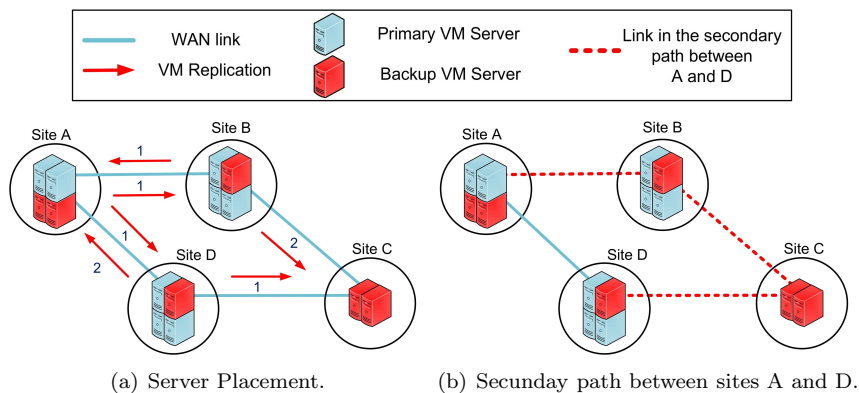 WAN link
VM Replication
Primary VM Server
Backup VM Server
Link in the secondary
path between
A and D
Site A
Site B
1
1
1
2
2
1
Site D
Site C
Site A
Site B
Site D
Site C
(a) Server Placement.
(b) Secunday path between sites A and D.